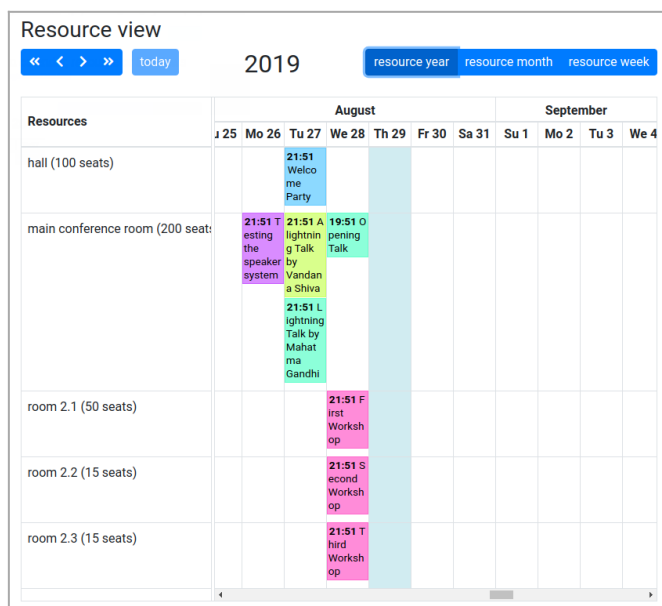 Resource view
today
2019
resource year resource month resource week
Resources
August September
u 25 Mo 26 Tu 27 We 28 Th 29 Fr 30 Sa 31 Su 1 Mo 2 Tu 3 We 4
hall (100 seats)
21:51
Welco
me
Party
main conference room (200 seats
21:51 T
esting
the
speaker
system
21:51 A
lightnin
g Talk
by
Vandan
a Shiva
19:51 O
pening
Talk
21:51 L
ightning
Talk by
Mahat
ma
Gandhi
room 2.1 (50 seats)
21:51 F
irst
Worksh
op
room 2.2 (15 seats)
21:51 S
econd
Worksh
op
room 2.3 (15 seats)
21:51 T
hird
Worksh
op